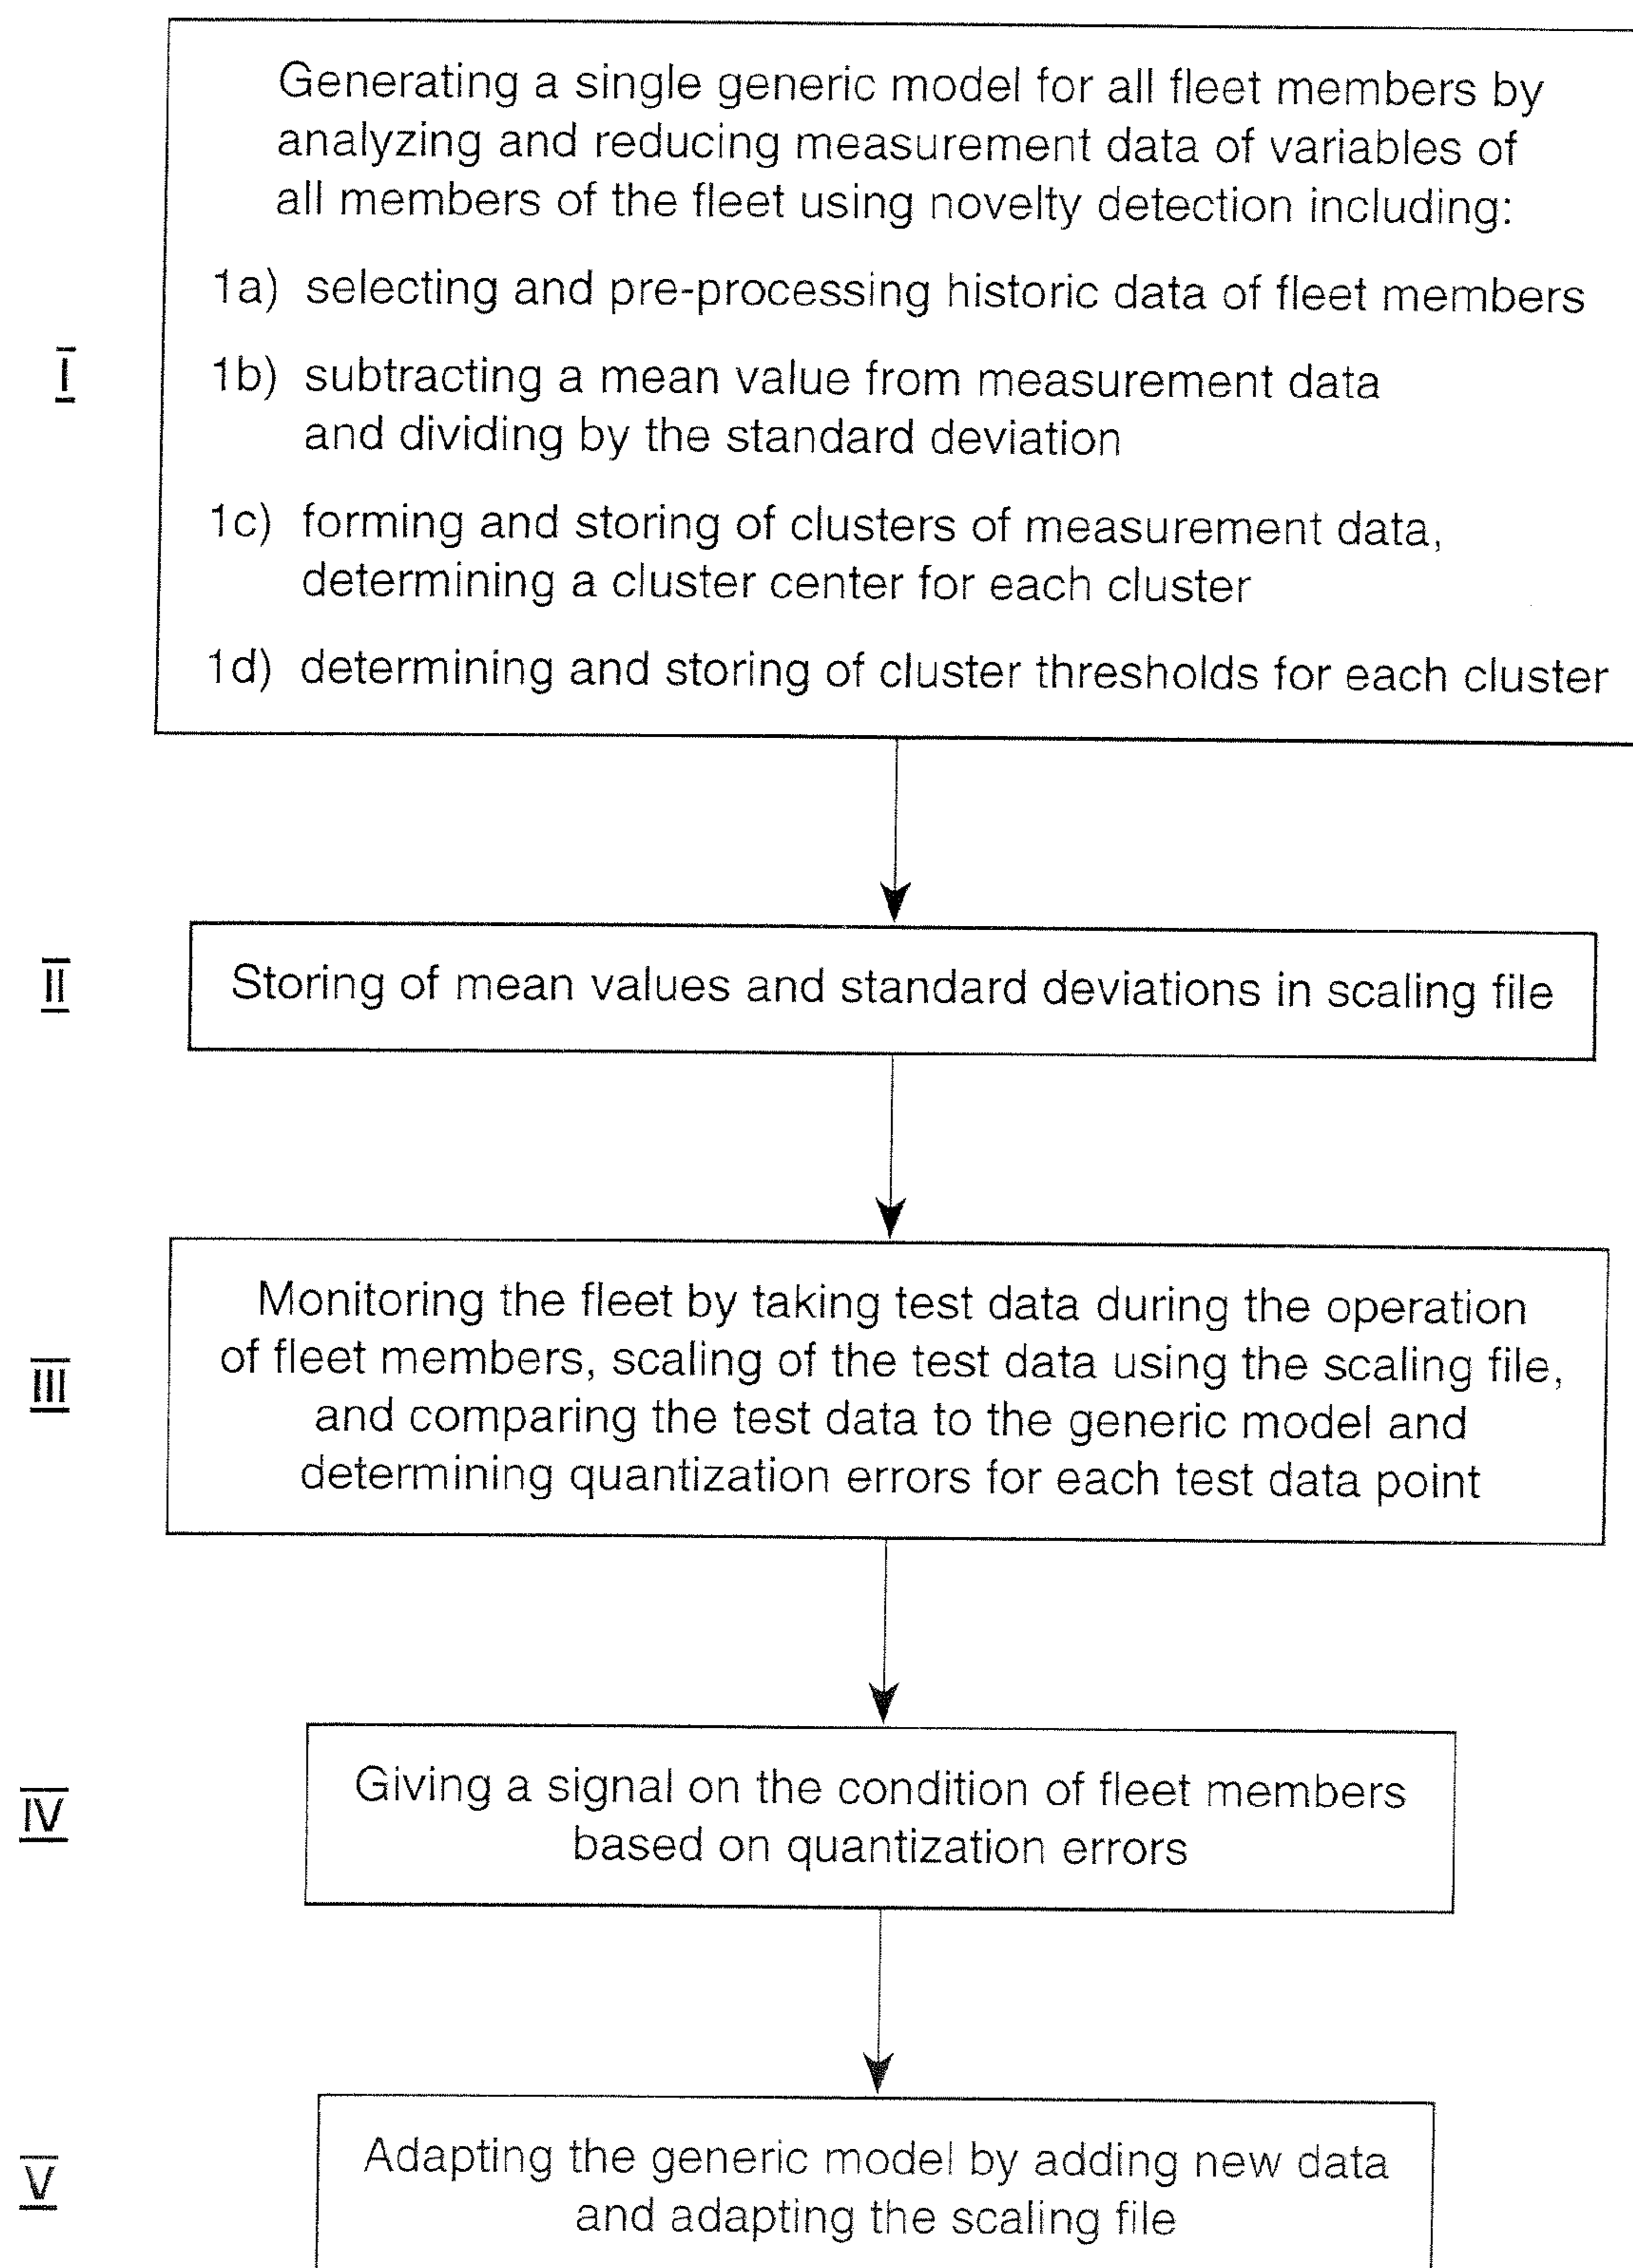 Generating a single generic model for all fleet members by
analyzing and reducing measurement data of variables of
all members of the fleet using novelty detection including:
1a) selecting and pre-processing historic data of fleet members
I
1b) subtracting a mean value from measurement data
and dividing by the standard deviation
1c) forming and storing of clusters of measurement data,
determining a cluster center for each cluster
1d) determining and storing of cluster thresholds for each cluster
II
Storing of mean values and standard deviations in scaling file
III
Monitoring the fleet by taking test data during the operation
of fleet members, scaling of the test data using the scaling file,
and comparing the test data to the generic model and
determining quantization errors for each test data point
IV
Giving a signal on the condition of fleet members
based on quantization errors
V
Adapting the generic model by adding new data
and adapting the scaling file